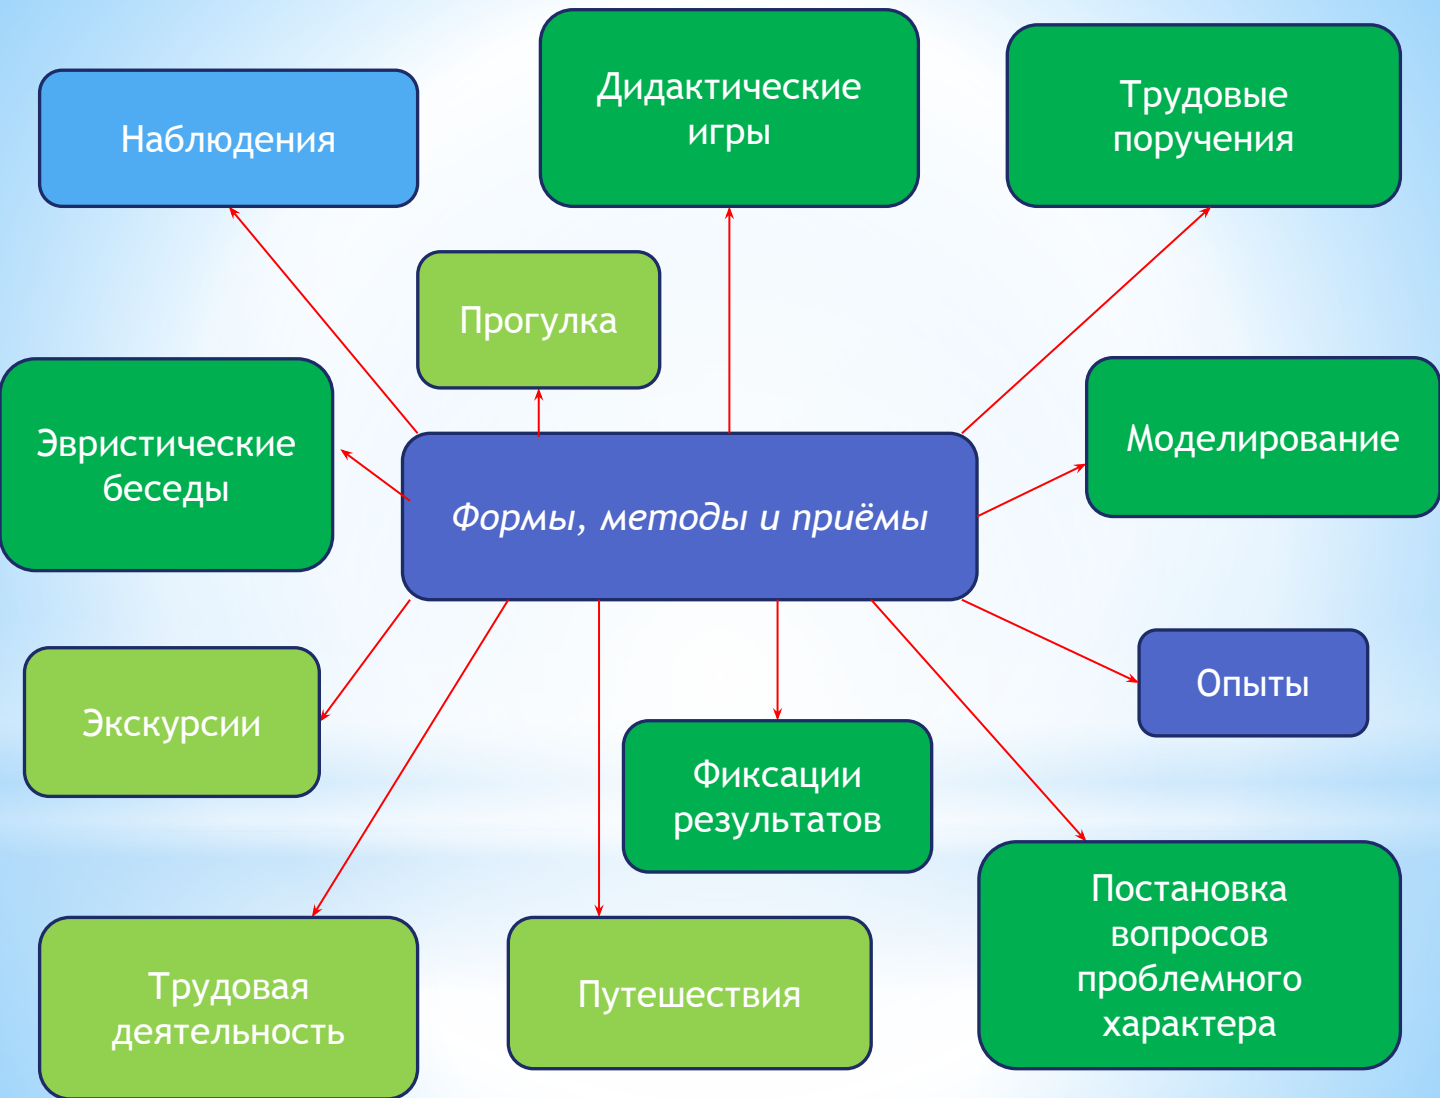 Наблюдения
Дидактические
игры
Трудовые
поручения
Прогулка
Эвристические
беседы
Формы, методы и приёмы
Моделирование
Экскурсии
Опыты
Фиксации
результатов
Трудовая
деятельность
Путешествия
Постановка
вопросов
проблемного
характера